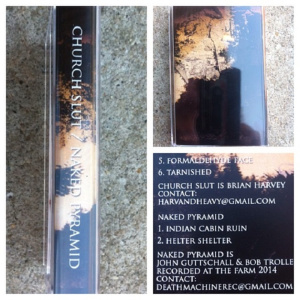 CHURCH SLUT / NAKED PYRAMID
5. FORMALDEHYDE FACE
6. TARNISHED
CHURCH SLUT IS BRIAN HARVEY
CONTACT:
HARVANDHEAVY@GMAIL.COM
NAKED PYRAMID
1. INDIAN CABIN RUIN
2. HELTER SHELTER
NAKED PYRAMID IS
JOHN GUTTSCHALL & BOB TROLLE
RECORDED AT THE FARM 2014
CONTACT:
DEATHMACHINEREC@GMAIL.COM